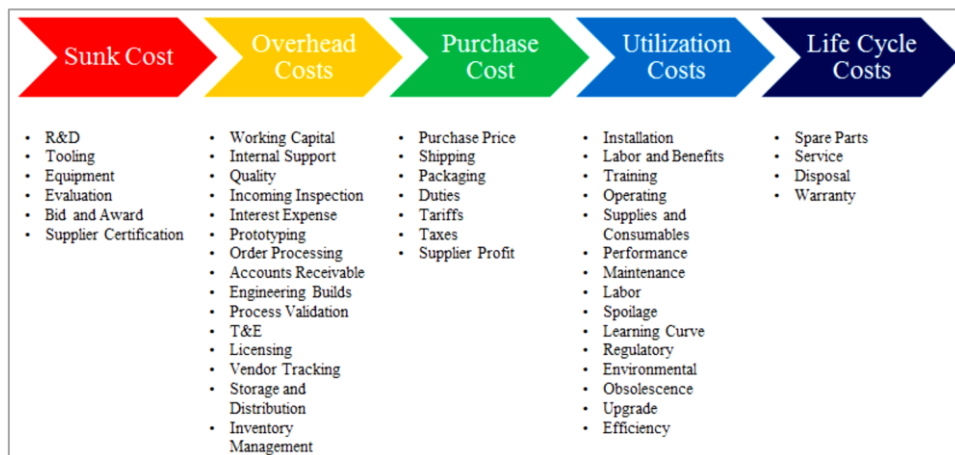 Sunk Cost
Overhead
Costs
Purchase
Cost
Utilization
Costs
Life Cycle
Costs
• R&D
• Tooling
• Equipment
• Evaluation
• Bid and Award
• Supplier Certification
• Working Capital
• Internal Support
• Quality
• Incoming Inspection
• Interest Expense
• Prototyping
• Order Processing
• Accounts Receivable
• Engineering Builds
• Process Validation
• T&E
• Licensing
• Vendor Tracking
• Storage and
Distribution
• Inventory
Management
• Purchase Price
• Shipping
• Packaging
• Duties
• Tariffs
• Taxes
• Supplier Profit
• Installation
• Labor and Benefits
• Training
• Operating
• Supplies and
Consumables
• Performance
• Maintenance
• Labor
• Spoilage
• Learning Curve
• Regulatory
• Environmental
• Obsolescence
• Upgrade
• Efficiency
• Spare Parts
• Service
• Disposal
• Warranty